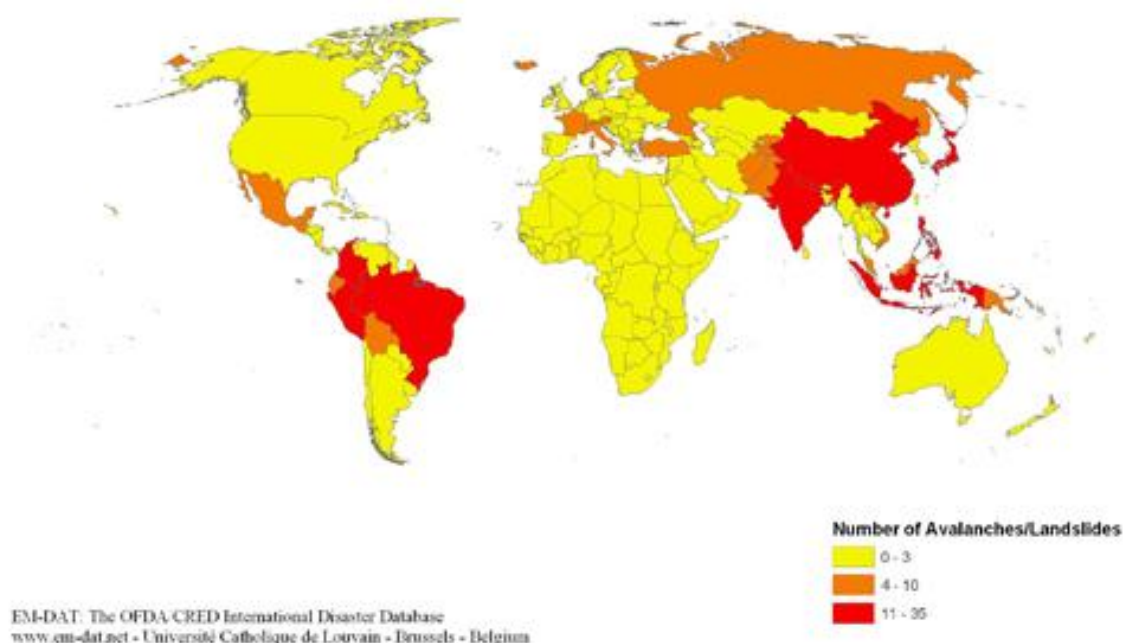 Number of Avalanches/Landslides
0 - 3
4 - 10
11 - 35
EM-DAT: The OFDA CRED International Disaster Database
www.em-dat.net - Université Catholique de Louvain - Brussels - Belgium